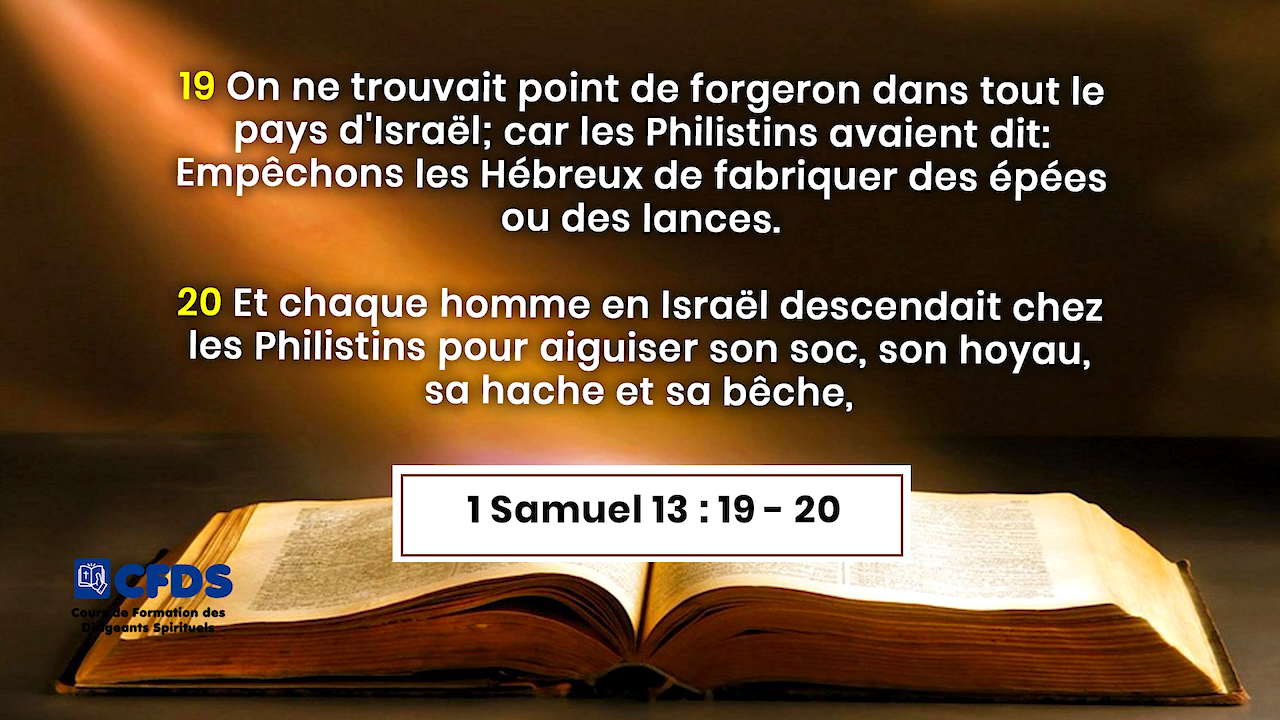 19 On ne trouvait point de forgeron dans tout le
pays d'Israël; car les Philistins avaient dit:
Empêchons les Hébreux de fabriquer des épées
ou des lances.
20 Et chaque homme en Israël descendait chez
les Philistins pour aiguiser son soc, son hoyau,
sa hache et sa bêche,
1 Samuel 13 : 19 - 20
CFDS
Cours de Formation des
Dirigeants Spirituels